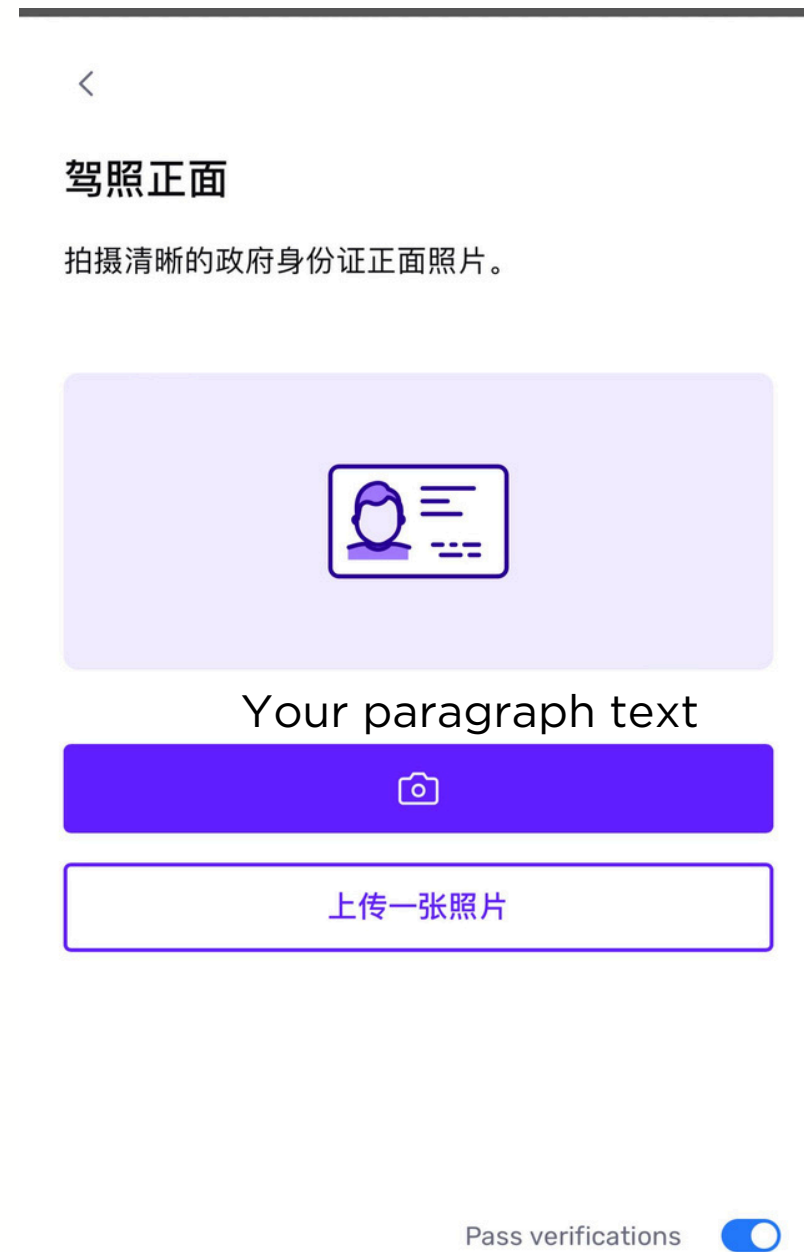 驾照正面
拍摄清晰的政府身份证正面照片。
Your paragraph text
上传一张照片
Pass verifications